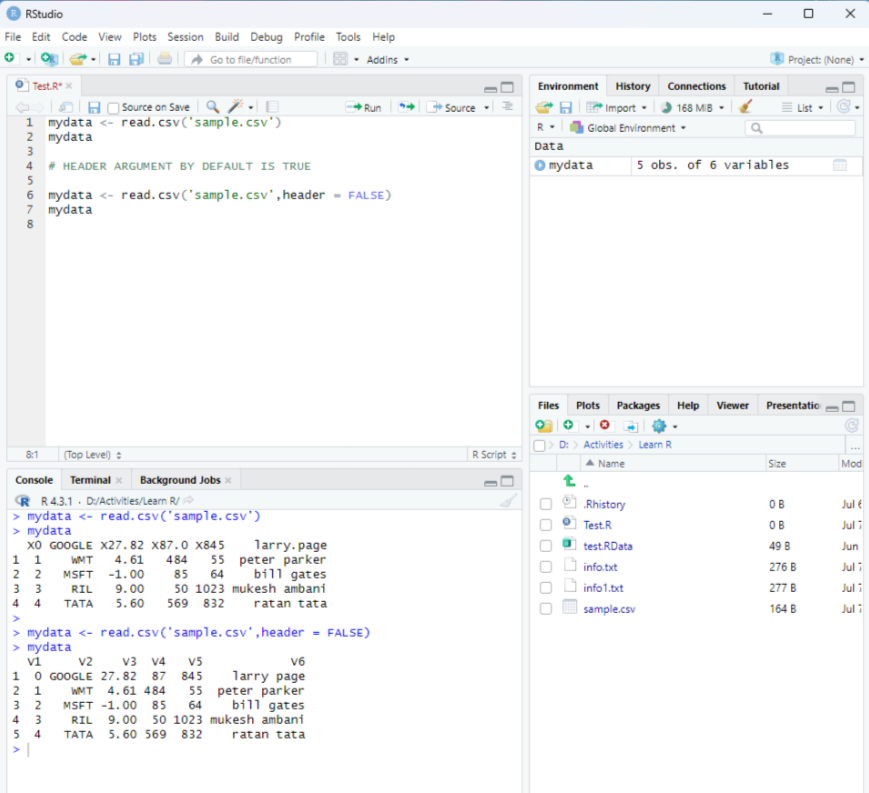 RStudio
File Edit Code View Plots Session Build Debug Profile Tools Help
Go to file/function Addins Project: (None)
Test.R*
Source on Save Run Source
1 mydata <- read.csv('sample.csv')
2 mydata
3
4 # HEADER ARGUMENT BY DEFAULT IS TRUE
5
6 mydata <- read.csv('sample.csv',header = FALSE)
7 mydata
8
8:1 (Top Level) R Script
Console Terminal Background Jobs
R 4.3.1 · D:/Activities/Learn R/
> mydata <- read.csv('sample.csv')
> mydata
X0 GOOGLE X27.82 X87.0 X845 larry.page
1 1 WMT 4.61 484 55 peter parker
2 2 MSFT -1.00 85 64 bill gates
3 3 RIL 9.00 50 1023 mukesh ambani
4 4 TATA 5.60 569 832 ratan tata
>
> mydata <- read.csv('sample.csv',header = FALSE)
> mydata
V1 V2 V3 V4 V5 V6
1 0 GOOGLE 27.82 87 845 larry page
2 1 WMT 4.61 484 55 peter parker
3 2 MSFT -1.00 85 64 bill gates
4 3 RIL 9.00 50 1023 mukesh ambani
5 4 TATA 5.60 569 832 ratan tata
>
Environment History Connections Tutorial
Import 168 MiB List
R Global Environment
Data
mydata 5 obs. of 6 variables
Files Plots Packages Help Viewer Presentatio
D: Activities Learn R ...
Name Size Mod
..
.Rhistory 0 B Jul 6
Test.R 0 B Jul 7
test.RData 49 B Jun
info.txt 276 B Jul 7
info1.txt 277 B Jul 7
sample.csv 164 B Jul 7